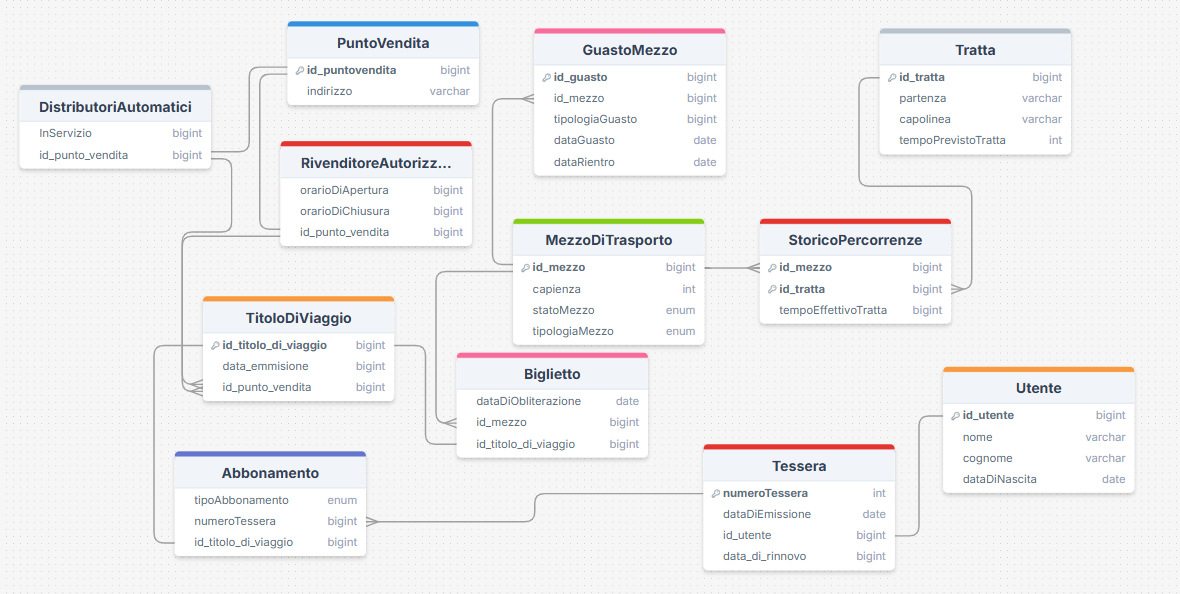 PuntoVendita
id_puntovendita bigint
indirizzo varchar
GuastoMezzo
id_guasto bigint
id_mezzo bigint
tipologiaGuasto bigint
dataGuasto date
dataRientro date
Tratta
id_tratta bigint
partenza varchar
capolinea varchar
tempoPrevistoTratta int
DistributoriAutomatici
InServizio bigint
id_punto_vendita bigint
RivenditoreAutorizz...
orarioDiApertura bigint
orarioDiChiusura bigint
id_punto_vendita bigint
MezzoDiTrasporto
id_mezzo bigint
capienza int
statoMezzo enum
tipologiaMezzo enum
StoricoPercorrenze
id_mezzo bigint
id_tratta bigint
tempoEffettivoTratta bigint
TitoloDiViaggio
id_titolo_di_viaggio bigint
data_emmisione bigint
id_punto_vendita bigint
Biglietto
dataDiObliterazione date
id_mezzo bigint
id_titolo_di_viaggio bigint
Utente
id_utente bigint
nome varchar
cognome varchar
dataDiNascita date
Abbonamento
tipoAbbonamento enum
numeroTessera bigint
id_titolo_di_viaggio bigint
Tessera
numeroTessera int
dataDiEmissione date
id_utente bigint
data_di_rinnovo bigint